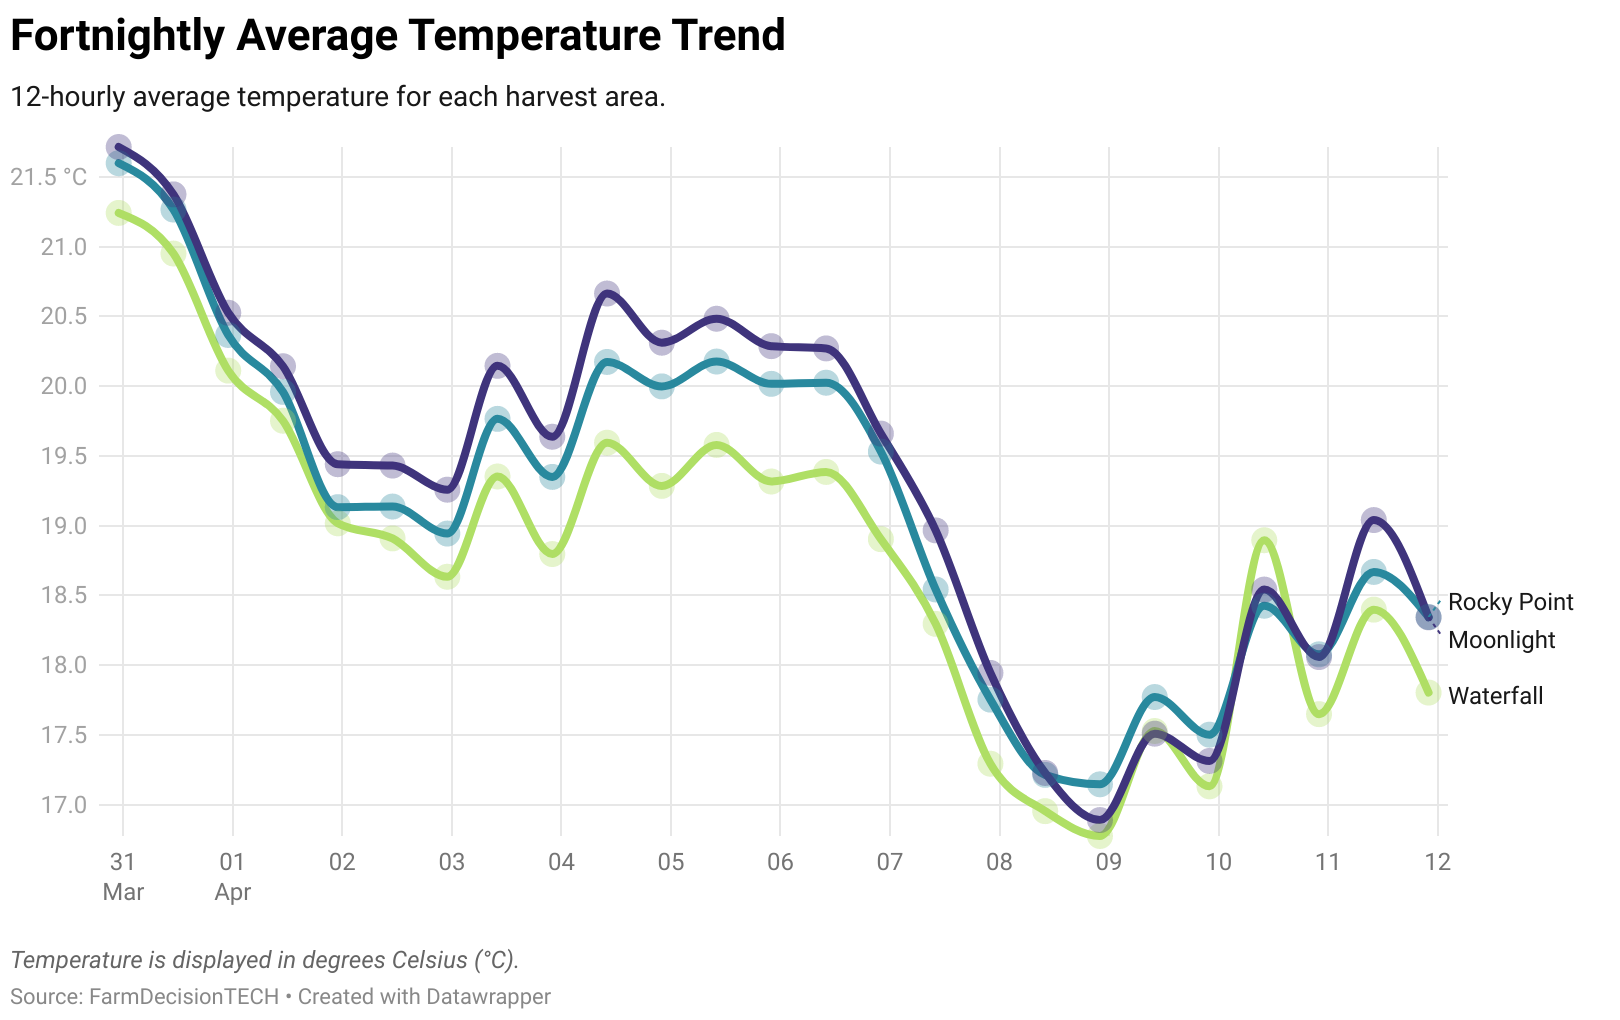 Fortnightly Average Temperature Trend
12-hourly average temperature for each harvest area.
21.5 °C
21.0
20.5
20.0
19.5
19.0
18.5
18.0
17.5
17.0
Rocky Point
Moonlight
Waterfall
31 01 02 03 04 05 06 07 08 09 10 11 12
Mar Apr
Temperature is displayed in degrees Celsius (°C).
Source: FarmDecisionTECH • Created with Datawrapper